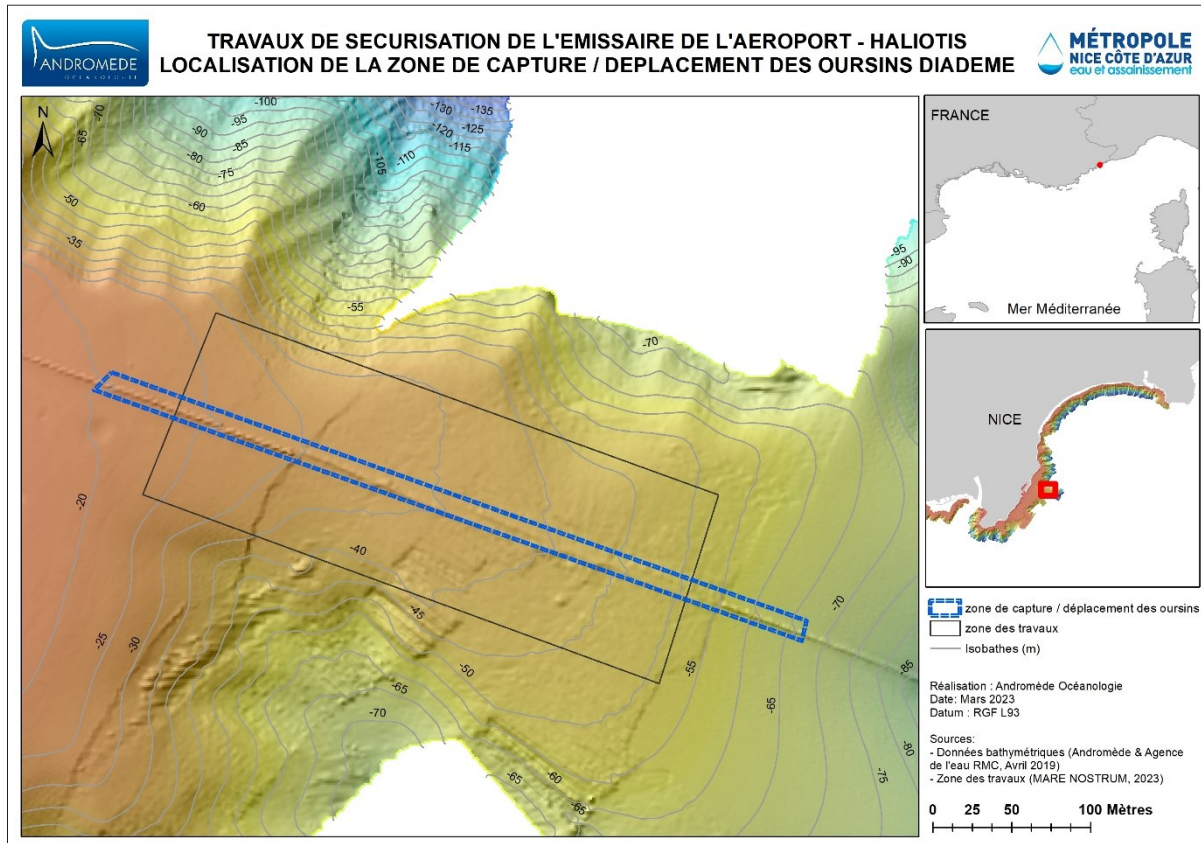 ANDROMEDE
OCEANOLOGIE
TRAVAUX DE SECURISATION DE L'EMISSAIRE DE L'AEROPORT - HALIOTIS
LOCALISATION DE LA ZONE DE CAPTURE / DEPLACEMENT DES OURSINS DIADEME
MÉTROPOLE
NICE CÔTE D'AZUR
eau et assainissement
N
-65
-70
-90
-80
-75
-95
-85
-100
-130
-135
-120
-125
-115
-110
-105
-50
-60
-35
-55
-95
-90
-70
-20
-40
-45
-25
-30
-50
-55
-70
-65
-85
-65
-70
-60
-65
-65
-80
-75
FRANCE
Mer Méditerranée
NICE
zone de capture / déplacement des oursins
zone des travaux
Isobathes (m)
Réalisation : Andromède Océanologie
Date: Mars 2023
Datum : RGF L93
Sources:
- Données bathymétriques (Andromède & Agence
de l'eau RMC, Avril 2019)
- Zone des travaux (MARE NOSTRUM, 2023)
0 25 50 100 Mètres